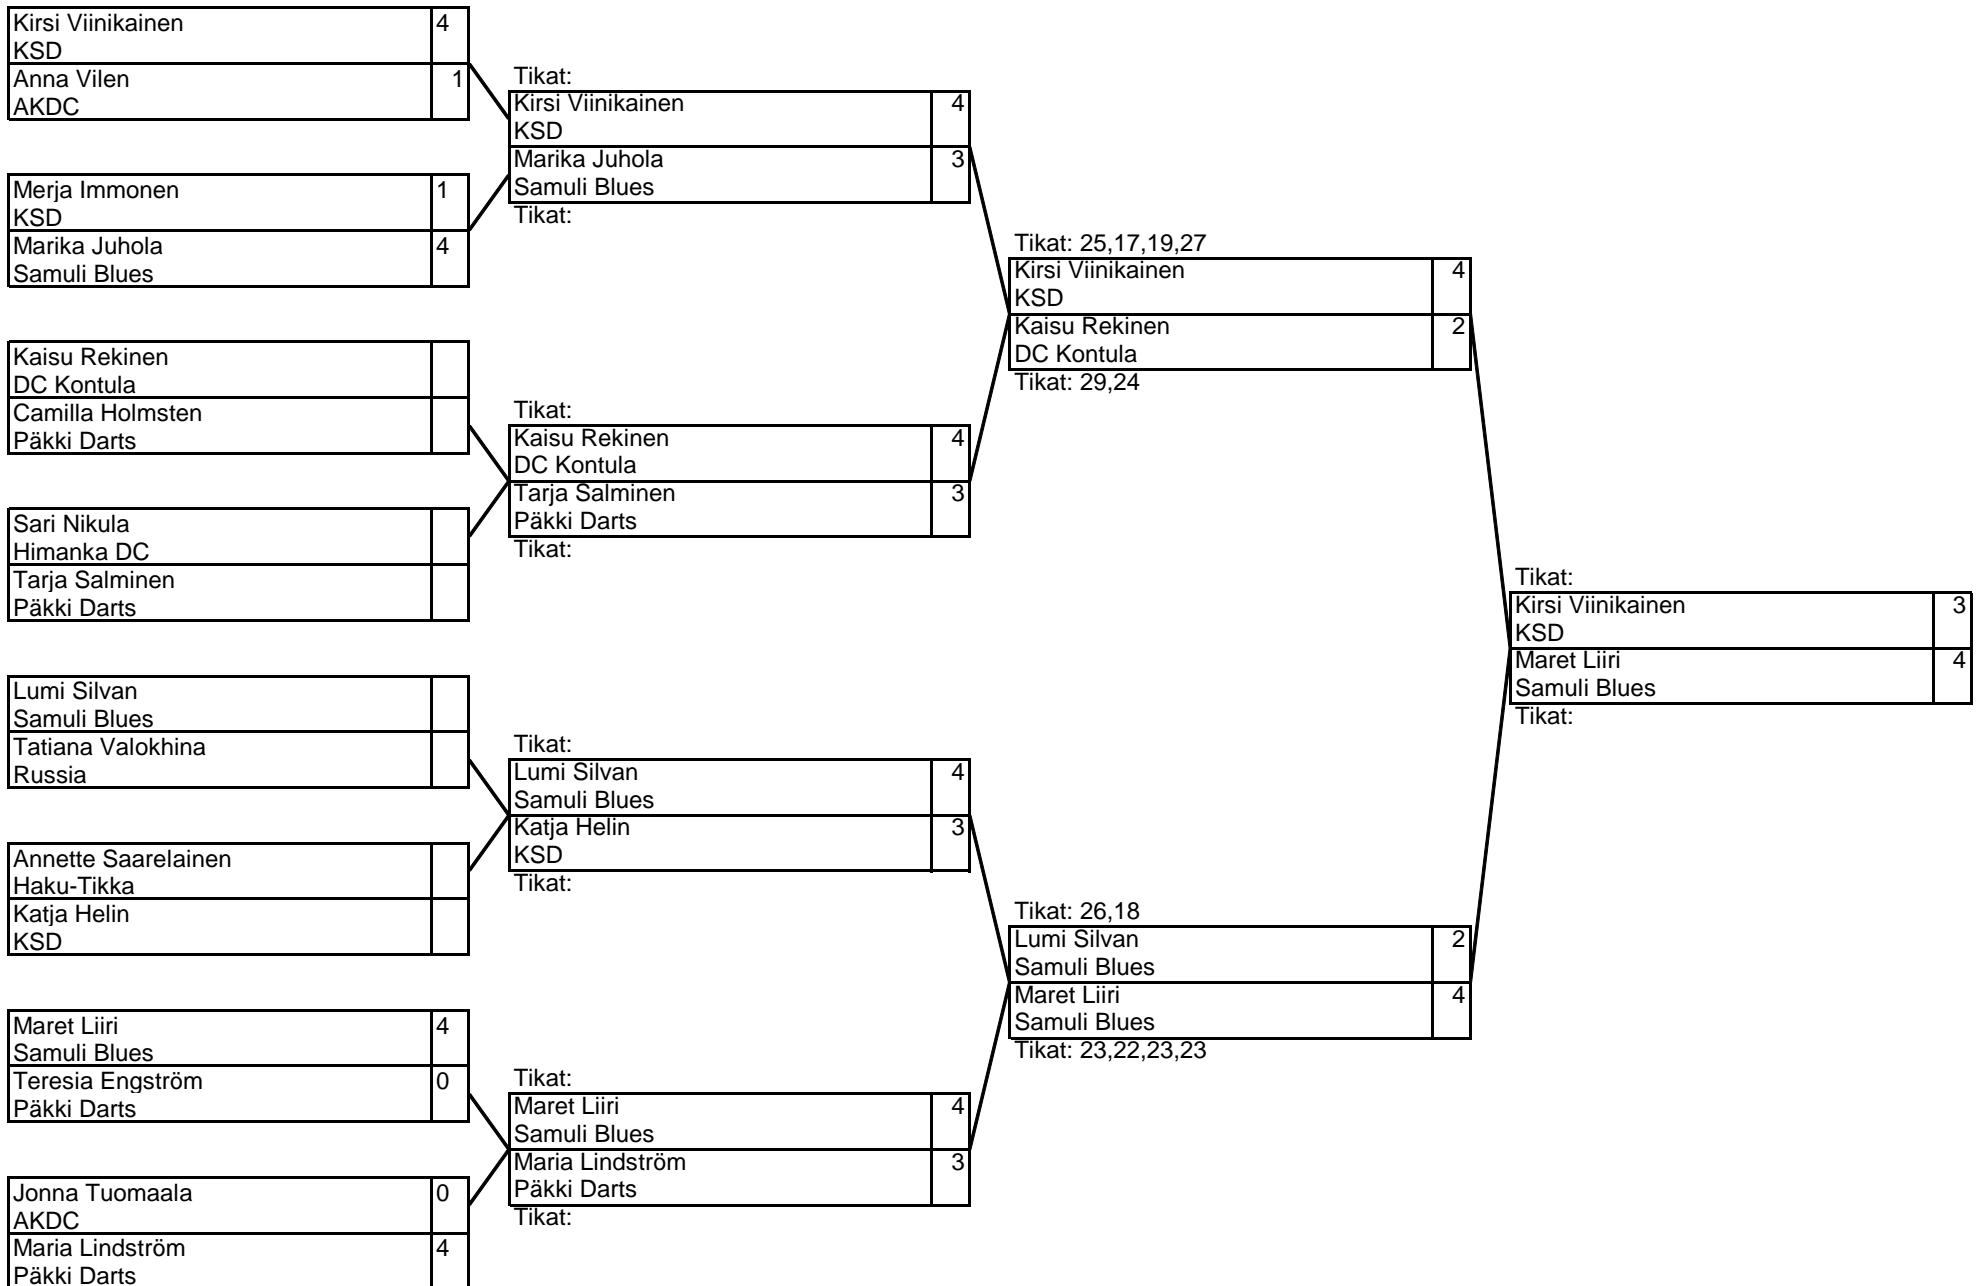 Kirsi Viinikainen 4
KSD
Anna Vilen 1
AKDC
Merja Immonen 1
KSD
Marika Juhola 4
Samuli Blues
Kaisu Rekinen
DC Kontula
Camilla Holmsten
Päkki Darts
Sari Nikula
Himanka DC
Tarja Salminen
Päkki Darts
Lumi Silvan
Samuli Blues
Tatiana Valokhina
Russia
Annette Saarelainen
Haku-Tikka
Katja Helin
KSD
Maret Liiri 4
Samuli Blues
Teresia Engström 0
Päkki Darts
Jonna Tuomaala 0
AKDC
Maria Lindström 4
Päkki Darts
Tikat:
Kirsi Viinikainen 4
KSD
Marika Juhola 3
Samuli Blues
Tikat:
Tikat:
Kaisu Rekinen 4
DC Kontula
Tarja Salminen 3
Päkki Darts
Tikat:
Tikat:
Lumi Silvan 4
Samuli Blues
Katja Helin 3
KSD
Tikat:
Tikat:
Maret Liiri 4
Samuli Blues
Maria Lindström 3
Päkki Darts
Tikat:
Tikat: 25,17,19,27
Kirsi Viinikainen 4
KSD
Kaisu Rekinen 2
DC Kontula
Tikat: 29,24
Tikat: 26,18
Lumi Silvan 2
Samuli Blues
Maret Liiri 4
Samuli Blues
Tikat: 23,22,23,23
Tikat:
Kirsi Viinikainen 3
KSD
Maret Liiri 4
Samuli Blues
Tikat: